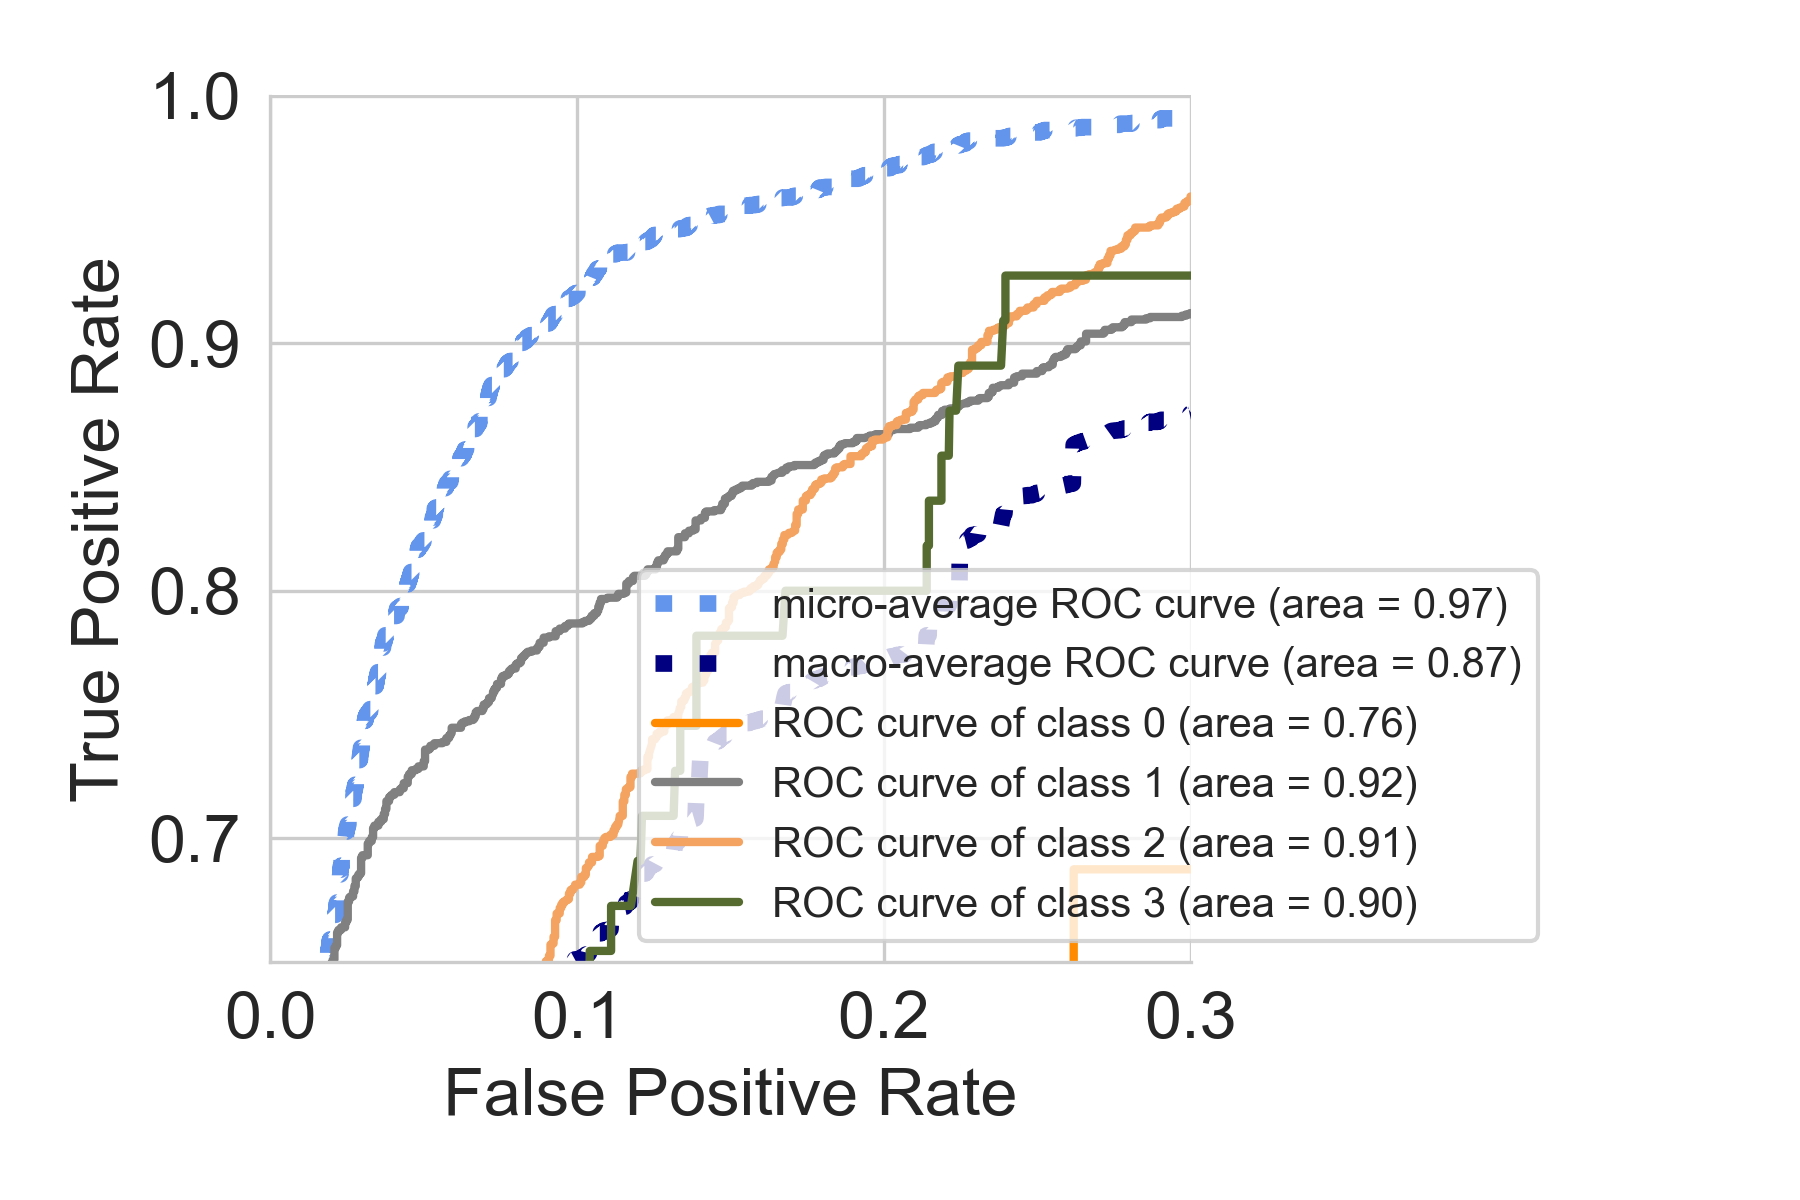 1.0
0.9
0.8
0.7
True Positive Rate
micro-average ROC curve (area = 0.97)
macro-average ROC curve (area = 0.87)
ROC curve of class 0 (area = 0.76)
ROC curve of class 1 (area = 0.92)
ROC curve of class 2 (area = 0.91)
ROC curve of class 3 (area = 0.90)
0.0 0.1 0.2 0.3
False Positive Rate